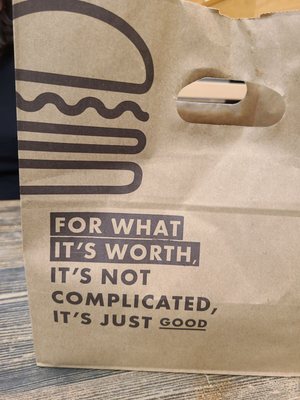 FOR WHAT
IT'S WORTH,
IT'S NOT
COMPLICATED,
IT'S JUST GOOD